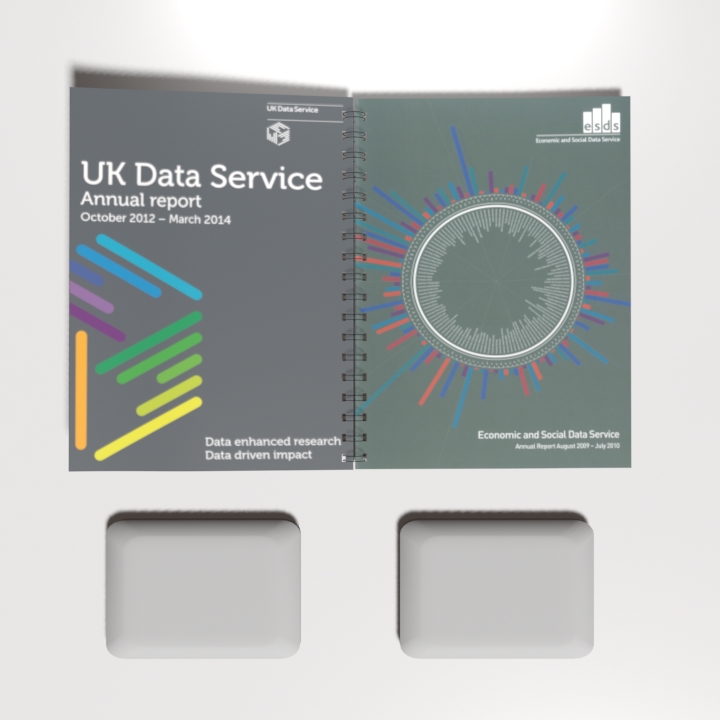 UK Data Service
UK Data Service
Annual report
October 2012 – March 2014
Data enhanced research
Data driven impact
esds
Economic and Social Data Service
Economic and Social Data Service
Annual Report August 2009 – July 2010